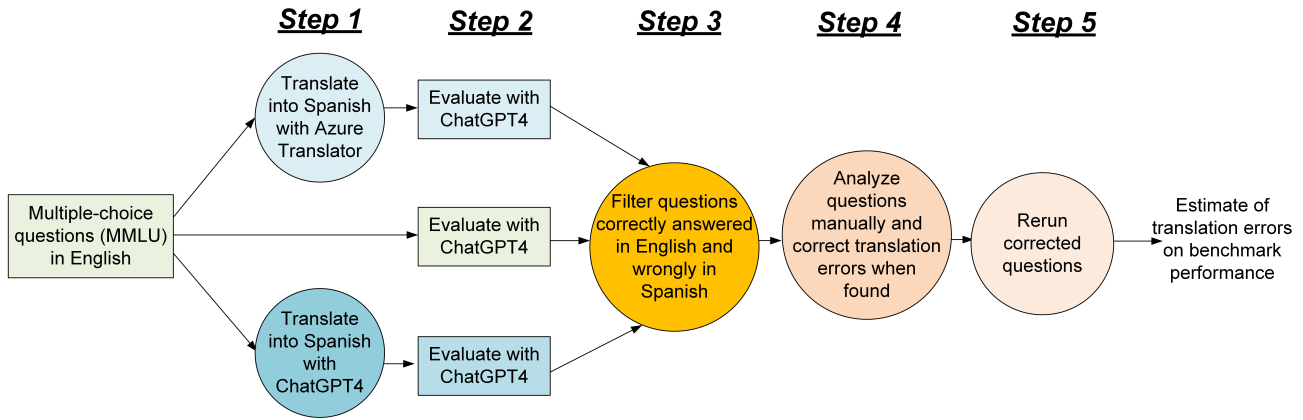 Step 1
Step 2
Step 3
Step 4
Step 5
Multiple-choice
questions (MMLU)
in English
Translate
into Spanish
with Azure
Translator
Translate
into Spanish
with
ChatGPT4
Evaluate with
ChatGPT4
Evaluate with
ChatGPT4
Evaluate with
ChatGPT4
Filter questions
correctly answered
in English and
wrongly in
Spanish
Analyze
questions
manually and
correct translation
errors when
found
Rerun
corrected
questions
Estimate of
translation errors
on benchmark
performance